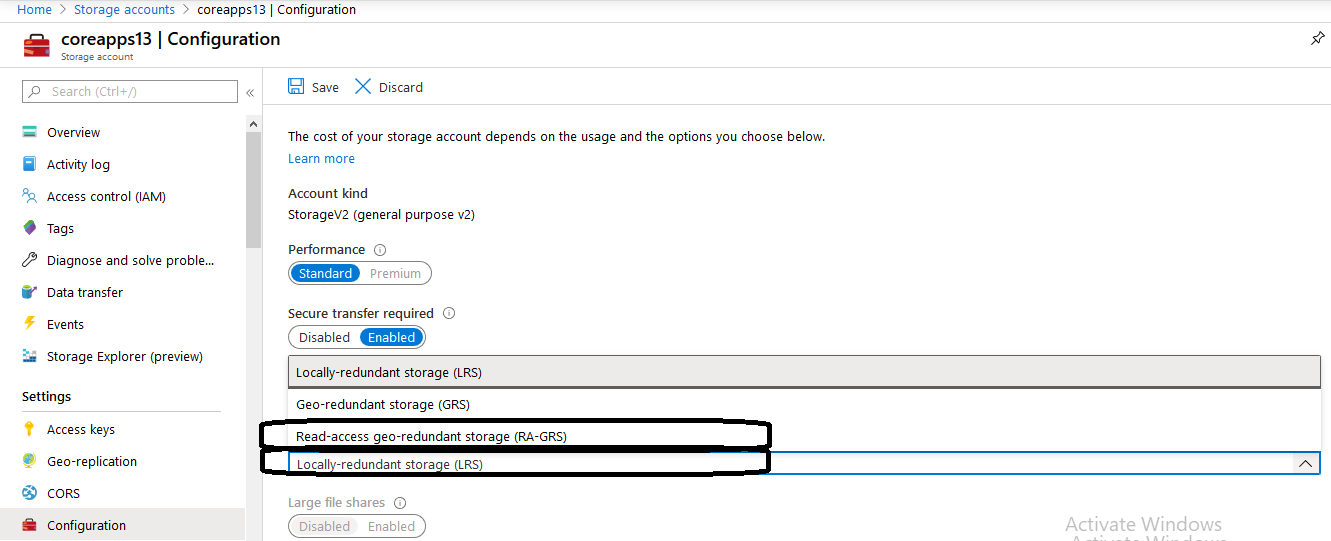 Home > Storage accounts > coreapps13 | Configuration
coreapps13 | Configuration
Storage account
Search (Ctrl+/)
«
Overview
Activity log
Access control (IAM)
Tags
Diagnose and solve proble...
Data transfer
Events
Storage Explorer (preview)
Settings
Access keys
Geo-replication
CORS
Configuration
Save Discard
The cost of your storage account depends on the usage and the options you choose below.
Learn more
Account kind
StorageV2 (general purpose v2)
Performance
Standard Premium
Secure transfer required
Disabled Enabled
Locally-redundant storage (LRS)
Geo-redundant storage (GRS)
Read-access geo-redundant storage (RA-GRS)
Locally-redundant storage (LRS)
Large file shares
Disabled Enabled
Activate Windows
Activate Windows